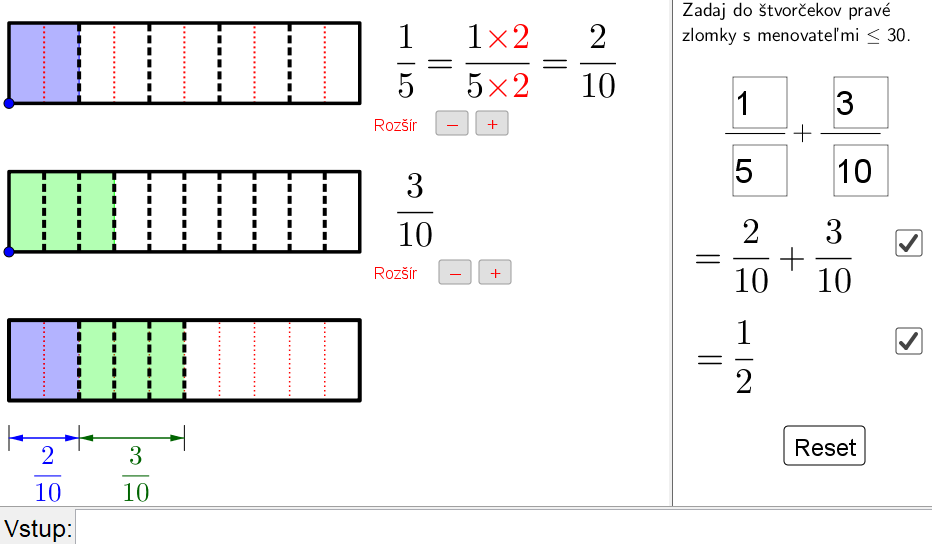 1/5 = 1×2/5×2 = 2/10
Rozšír − +
3/10
Rozšír − +
2/10 3/10
Zadaj do štvorčekov pravé
zlomky s menovateľmi ≤ 30.
1/5 + 3/10
= 2/10 + 3/10
= 1/2
Reset
Vstup: